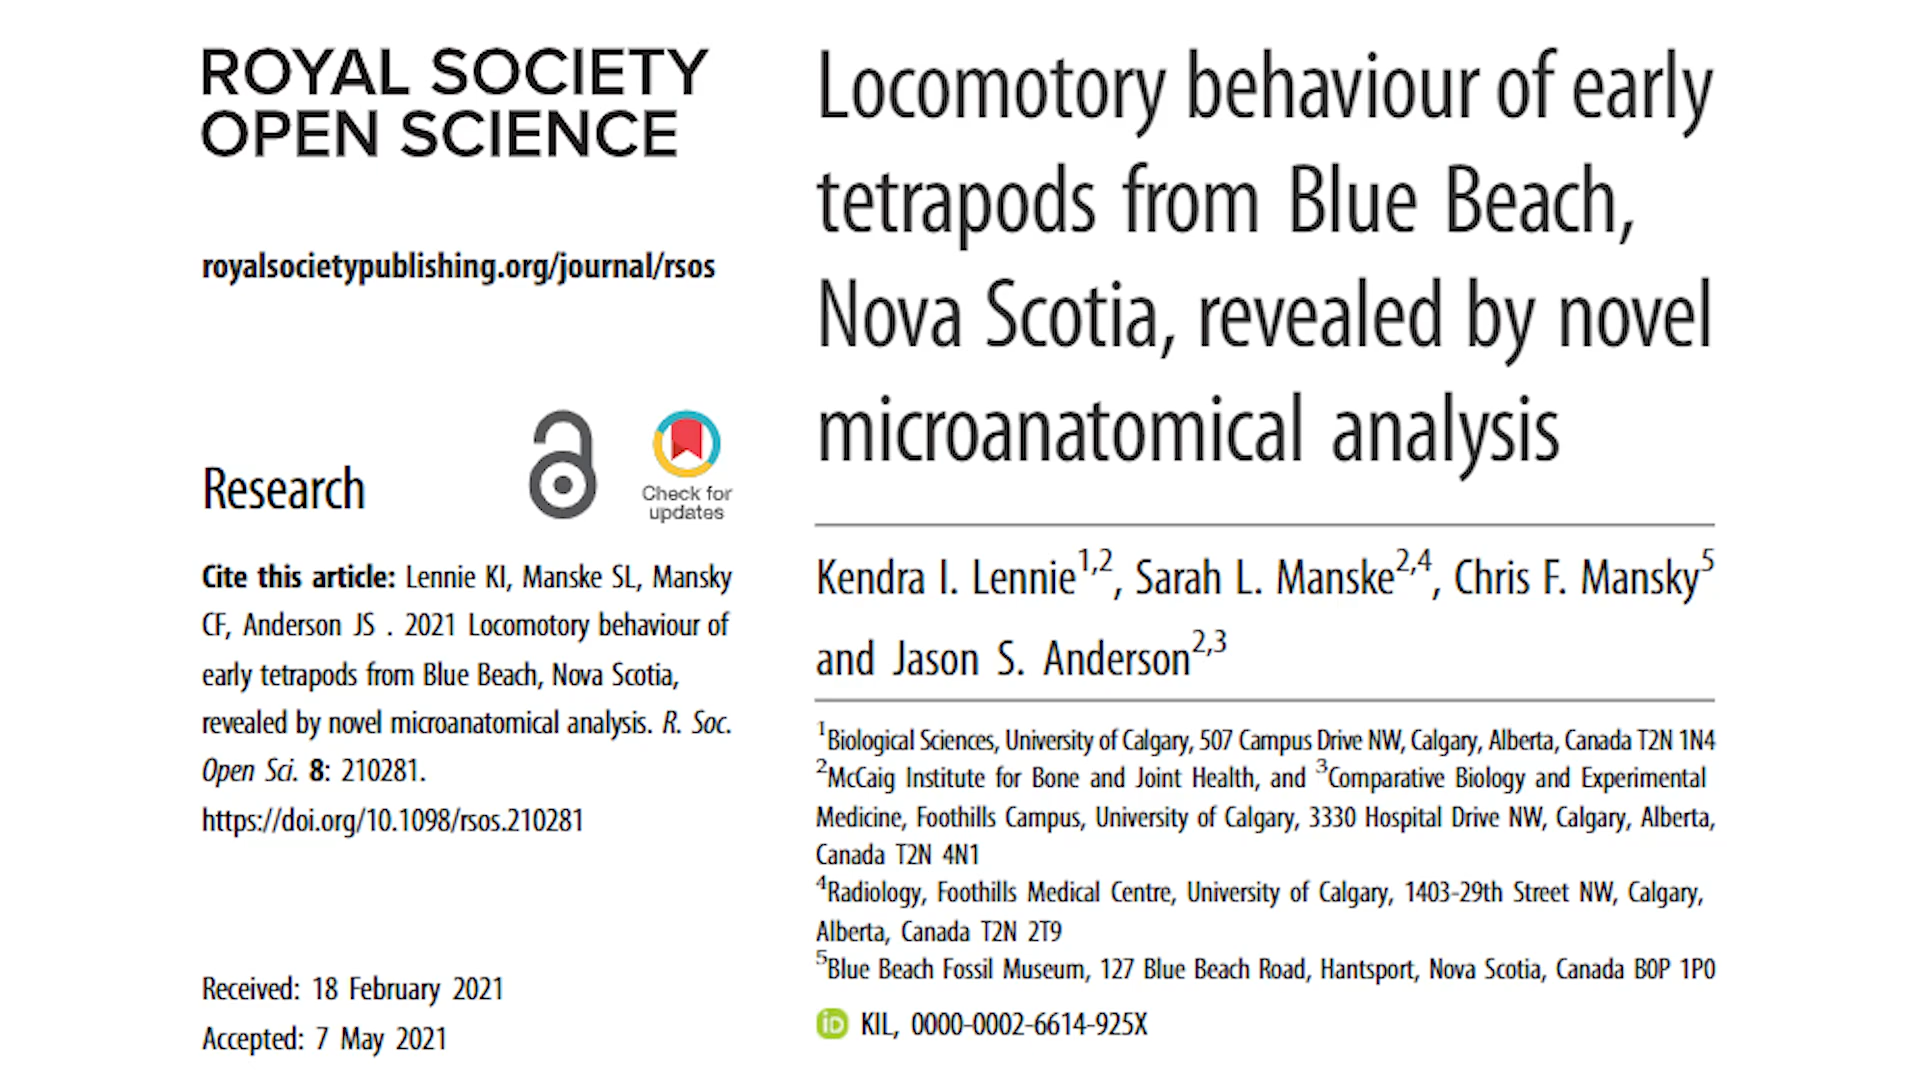 ROYAL SOCIETY
OPEN SCIENCE
royalsocietypublishing.org/journal/rsos
Research
Check for
updates
Cite this article: Lennie KI, Manske SL, Mansky
CF, Anderson JS . 2021 Locomotory behaviour of
early tetrapods from Blue Beach, Nova Scotia,
revealed by novel microanatomical analysis. R. Soc.
Open Sci. 8: 210281.
https://doi.org/10.1098/rsos.210281
Received: 18 February 2021
Accepted: 7 May 2021
Locomotory behaviour of early
tetrapods from Blue Beach,
Nova Scotia, revealed by novel
microanatomical analysis
Kendra I. Lennie1,2, Sarah L. Manske2,4, Chris F. Mansky5
and Jason S. Anderson2,3
1Biological Sciences, University of Calgary, 507 Campus Drive NW, Calgary, Alberta, Canada T2N 1N4
2McCaig Institute for Bone and Joint Health, and 3Comparative Biology and Experimental
Medicine, Foothills Campus, University of Calgary, 3330 Hospital Drive NW, Calgary, Alberta,
Canada T2N 4N1
4Radiology, Foothills Medical Centre, University of Calgary, 1403-29th Street NW, Calgary,
Alberta, Canada T2N 2T9
5Blue Beach Fossil Museum, 127 Blue Beach Road, Hantsport, Nova Scotia, Canada B0P 1P0
iD KIL, 0000-0002-6614-925X